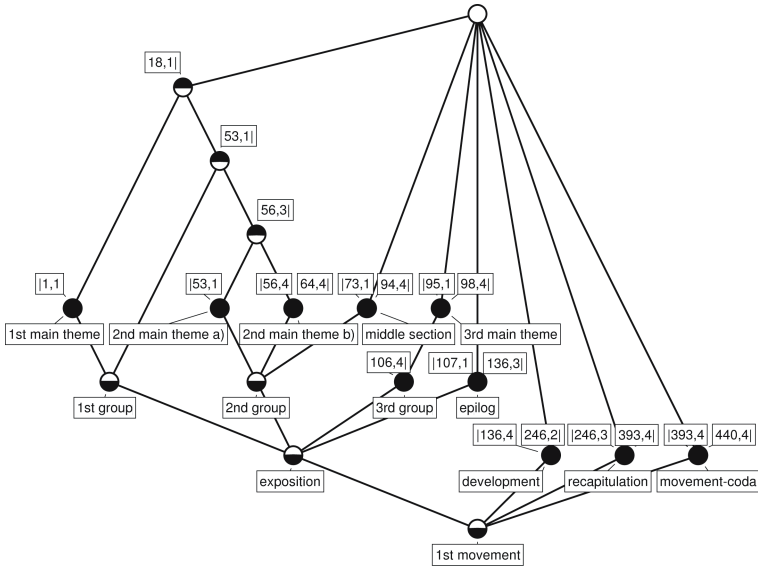 18,1|
53,1|
56,3|
|1,1
|53,1
|56,4
64,4|
|73,1
94,4|
|95,1
98,4|
1st main theme
2nd main theme a)
2nd main theme b)
middle section
3rd main theme
106,4|
|107,1
136,3|
1st group
2nd group
3rd group
epilog
|136,4
246,2|
|246,3
393,4|
|393,4
440,4|
exposition
development
recapitulation
movement-coda
1st movement